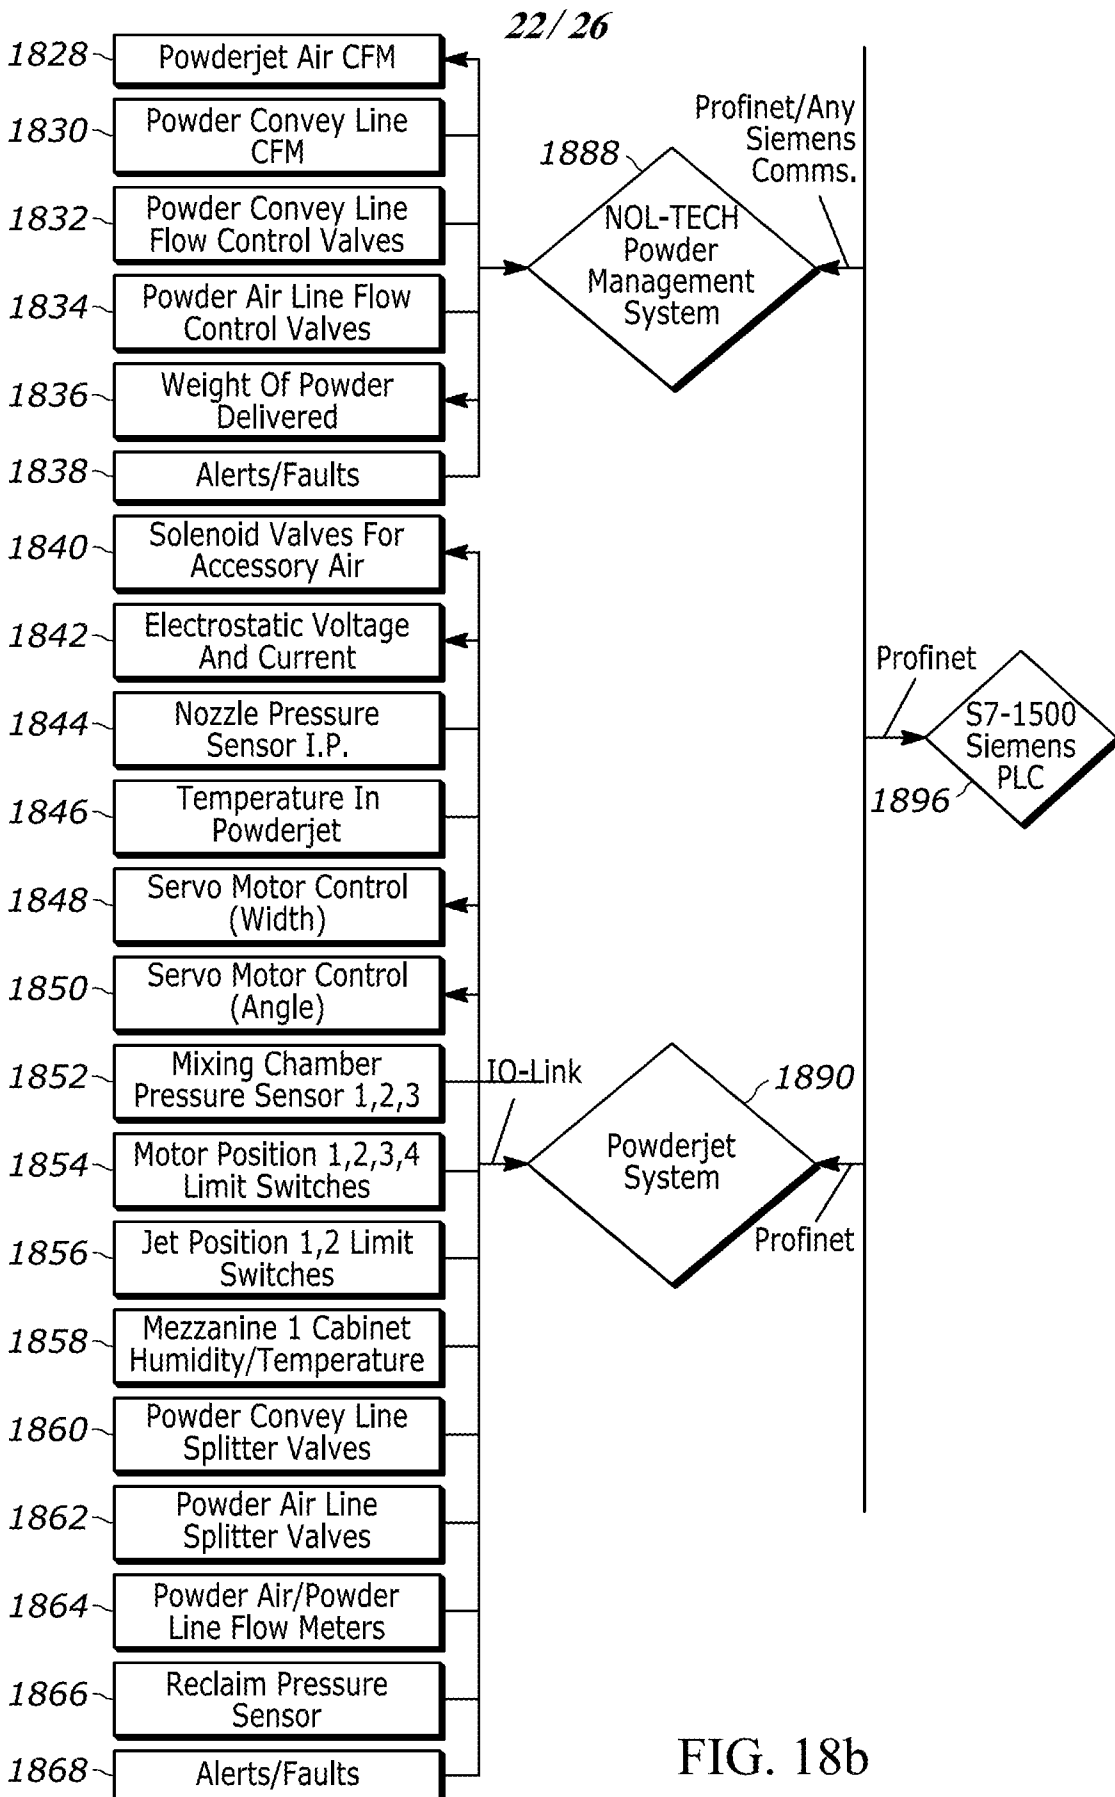 22/26
1828
Powderjet Air CFM
1830
Powder Convey Line
CFM
1832
Powder Convey Line
Flow Control Valves
1834
Powder Air Line Flow
Control Valves
1836
Weight Of Powder
Delivered
1838
Alerts/Faults
1840
Solenoid Valves For
Accessory Air
1842
Electrostatic Voltage
And Current
1844
Nozzle Pressure
Sensor I.P.
1846
Temperature In
Powderjet
1848
Servo Motor Control
(Width)
1850
Servo Motor Control
(Angle)
1852
Mixing Chamber
Pressure Sensor 1,2,3
1854
Motor Position 1,2,3,4
Limit Switches
1856
Jet Position 1,2 Limit
Switches
1858
Mezzanine 1 Cabinet
Humidity/Temperature
1860
Powder Convey Line
Splitter Valves
1862
Powder Air Line
Splitter Valves
1864
Powder Air/Powder
Line Flow Meters
1866
Reclaim Pressure
Sensor
1868
Alerts/Faults
1888
NOL-TECH
Powder
Management
System
Profinet/Any
Siemens
Comms.
IO-Link
1890
Powderjet
System
Profinet
Profinet
S7-1500
Siemens
PLC
1896
FIG. 18b